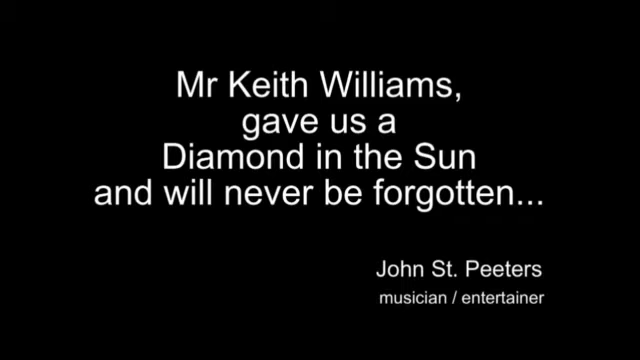 Mr Keith Williams,
gave us a
Diamond in the Sun
and will never be forgotten...
John St. Peeters
musician / entertainer